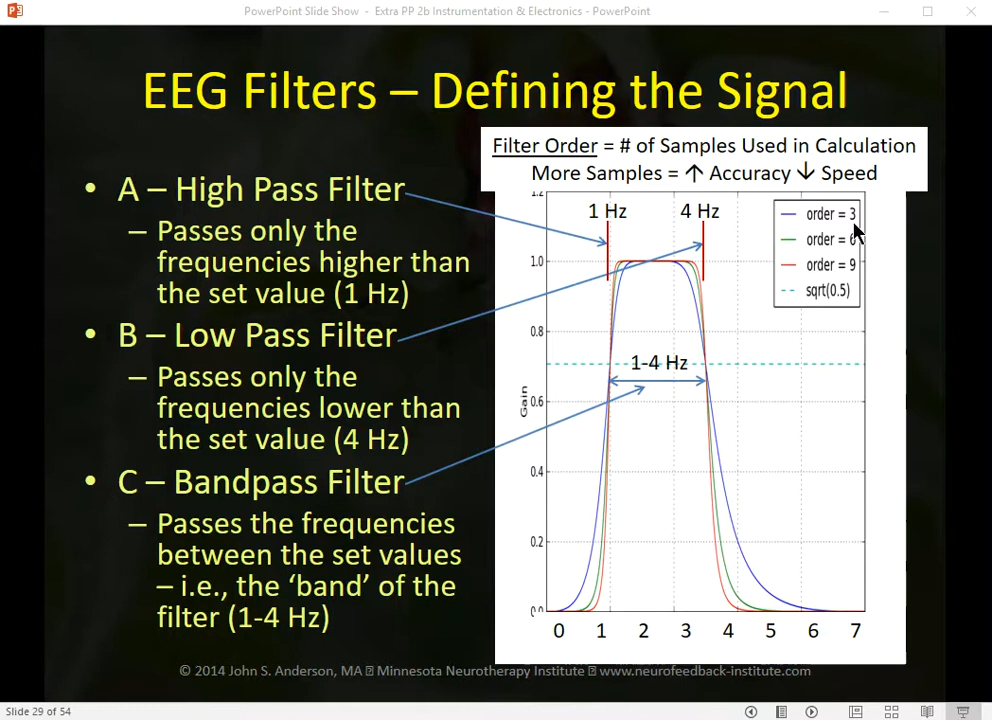 PowerPoint Slide Show - Extra PP 2b Instrumentation & Electronics - PowerPoint
EEG Filters – Defining the Signal
Filter Order = # of Samples Used in Calculation
More Samples = ↑ Accuracy ↓ Speed
• A – High Pass Filter
– Passes only the
frequencies higher than
the set value (1 Hz)
• B – Low Pass Filter
– Passes only the
frequencies lower than
the set value (4 Hz)
• C – Bandpass Filter
– Passes the frequencies
between the set values
– i.e., the ‘band’ of the
filter (1-4 Hz)
1 Hz 4 Hz
order = 3
order = 6
order = 9
sqrt(0.5)
1-4 Hz
Gain
1.2
1.0
0.8
0.6
0.4
0.2
0.0
0 1 2 3 4 5 6 7
© 2014 John S. Anderson, MA Minnesota Neurotherapy Institute www.neurofeedback-institute.com
Slide 29 of 54